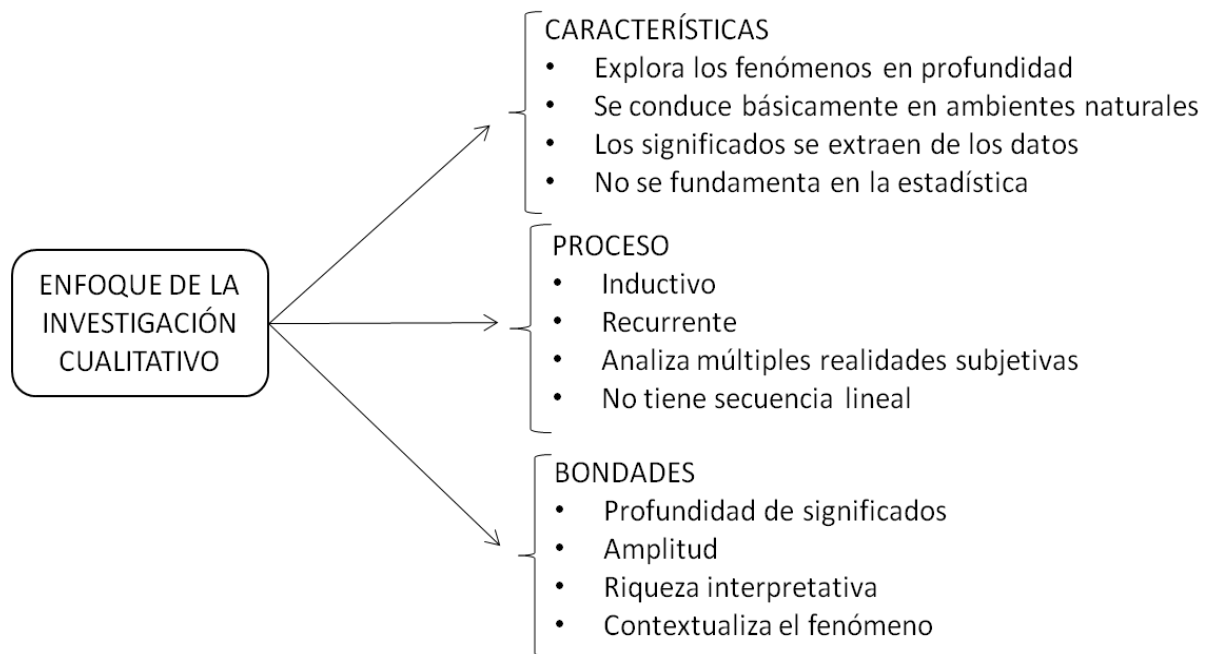 CARACTERÍSTICAS
• Explora los fenómenos en profundidad
• Se conduce básicamente en ambientes naturales
• Los significados se extraen de los datos
• No se fundamenta en la estadística
ENFOQUE DE LA
INVESTIGACIÓN
CUALITATIVO
PROCESO
• Inductivo
• Recurrente
• Analiza múltiples realidades subjetivas
• No tiene secuencia lineal
BONDADES
• Profundidad de significados
• Amplitud
• Riqueza interpretativa
• Contextualiza el fenómeno